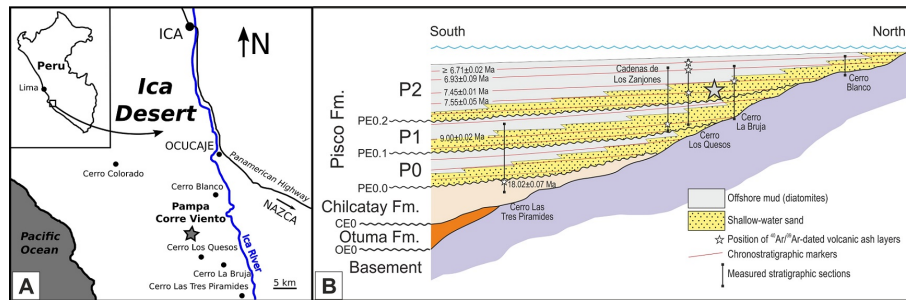 Peru
Lima
ICA
N
Ica
Desert
OCUCAJE
Panamerican Highway
Cerro Colorado
Cerro Blanco
NAZCA
Pampa
Corre Viento
Pacific
Ocean
Cerro Los Quesos
Ica River
Cerro La Bruja
Cerro Las Tres Piramides
5 km
A
South
North
≥ 6.71±0.02 Ma
6.93±0.09 Ma
7.45±0.01 Ma
7.55±0.05 Ma
Cadenas de
Los Zanjones
Cerro
Blanco
Cerro
La Bruja
Cerro
Los Quesos
Pisco Fm.
P2
PE0.2
P1
9.00±0.02 Ma
PE0.1
P0
PE0.0
18.02±0.07 Ma
Cerro Las
Tres Piramides
Chilcatay Fm.
CE0
Otuma Fm.
OE0
Basement
Offshore mud (diatomites)
Shallow-water sand
Position of ⁴⁰Ar/³⁹Ar-dated volcanic ash layers
Chronostratigraphic markers
Measured stratigraphic sections
B